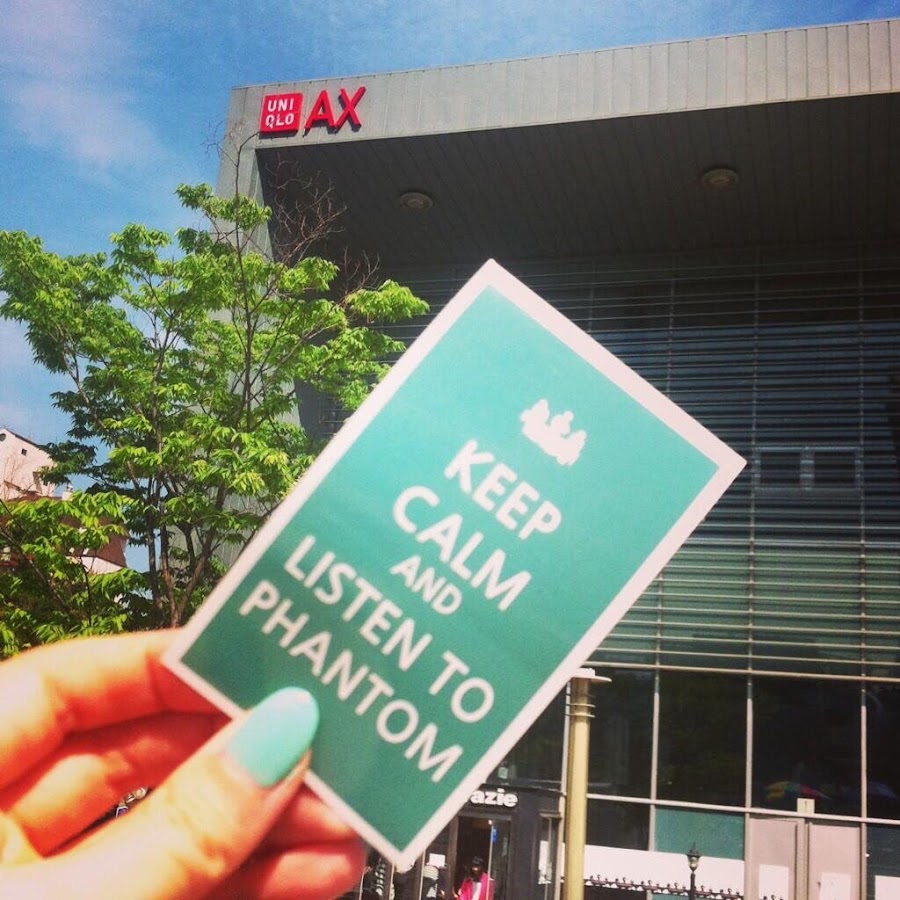 UNI
QLO
AX
KEEP
CALM
AND
LISTEN TO
PHANTOM
azie